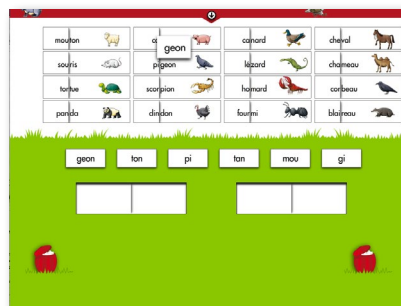 mouton
canard
cheval
geon
souris
pigeon
lézard
chameau
tortue
scorpion
homard
corbeau
panda
dindon
fourmi
blaireau
geon
ton
pi
tan
mou
gi